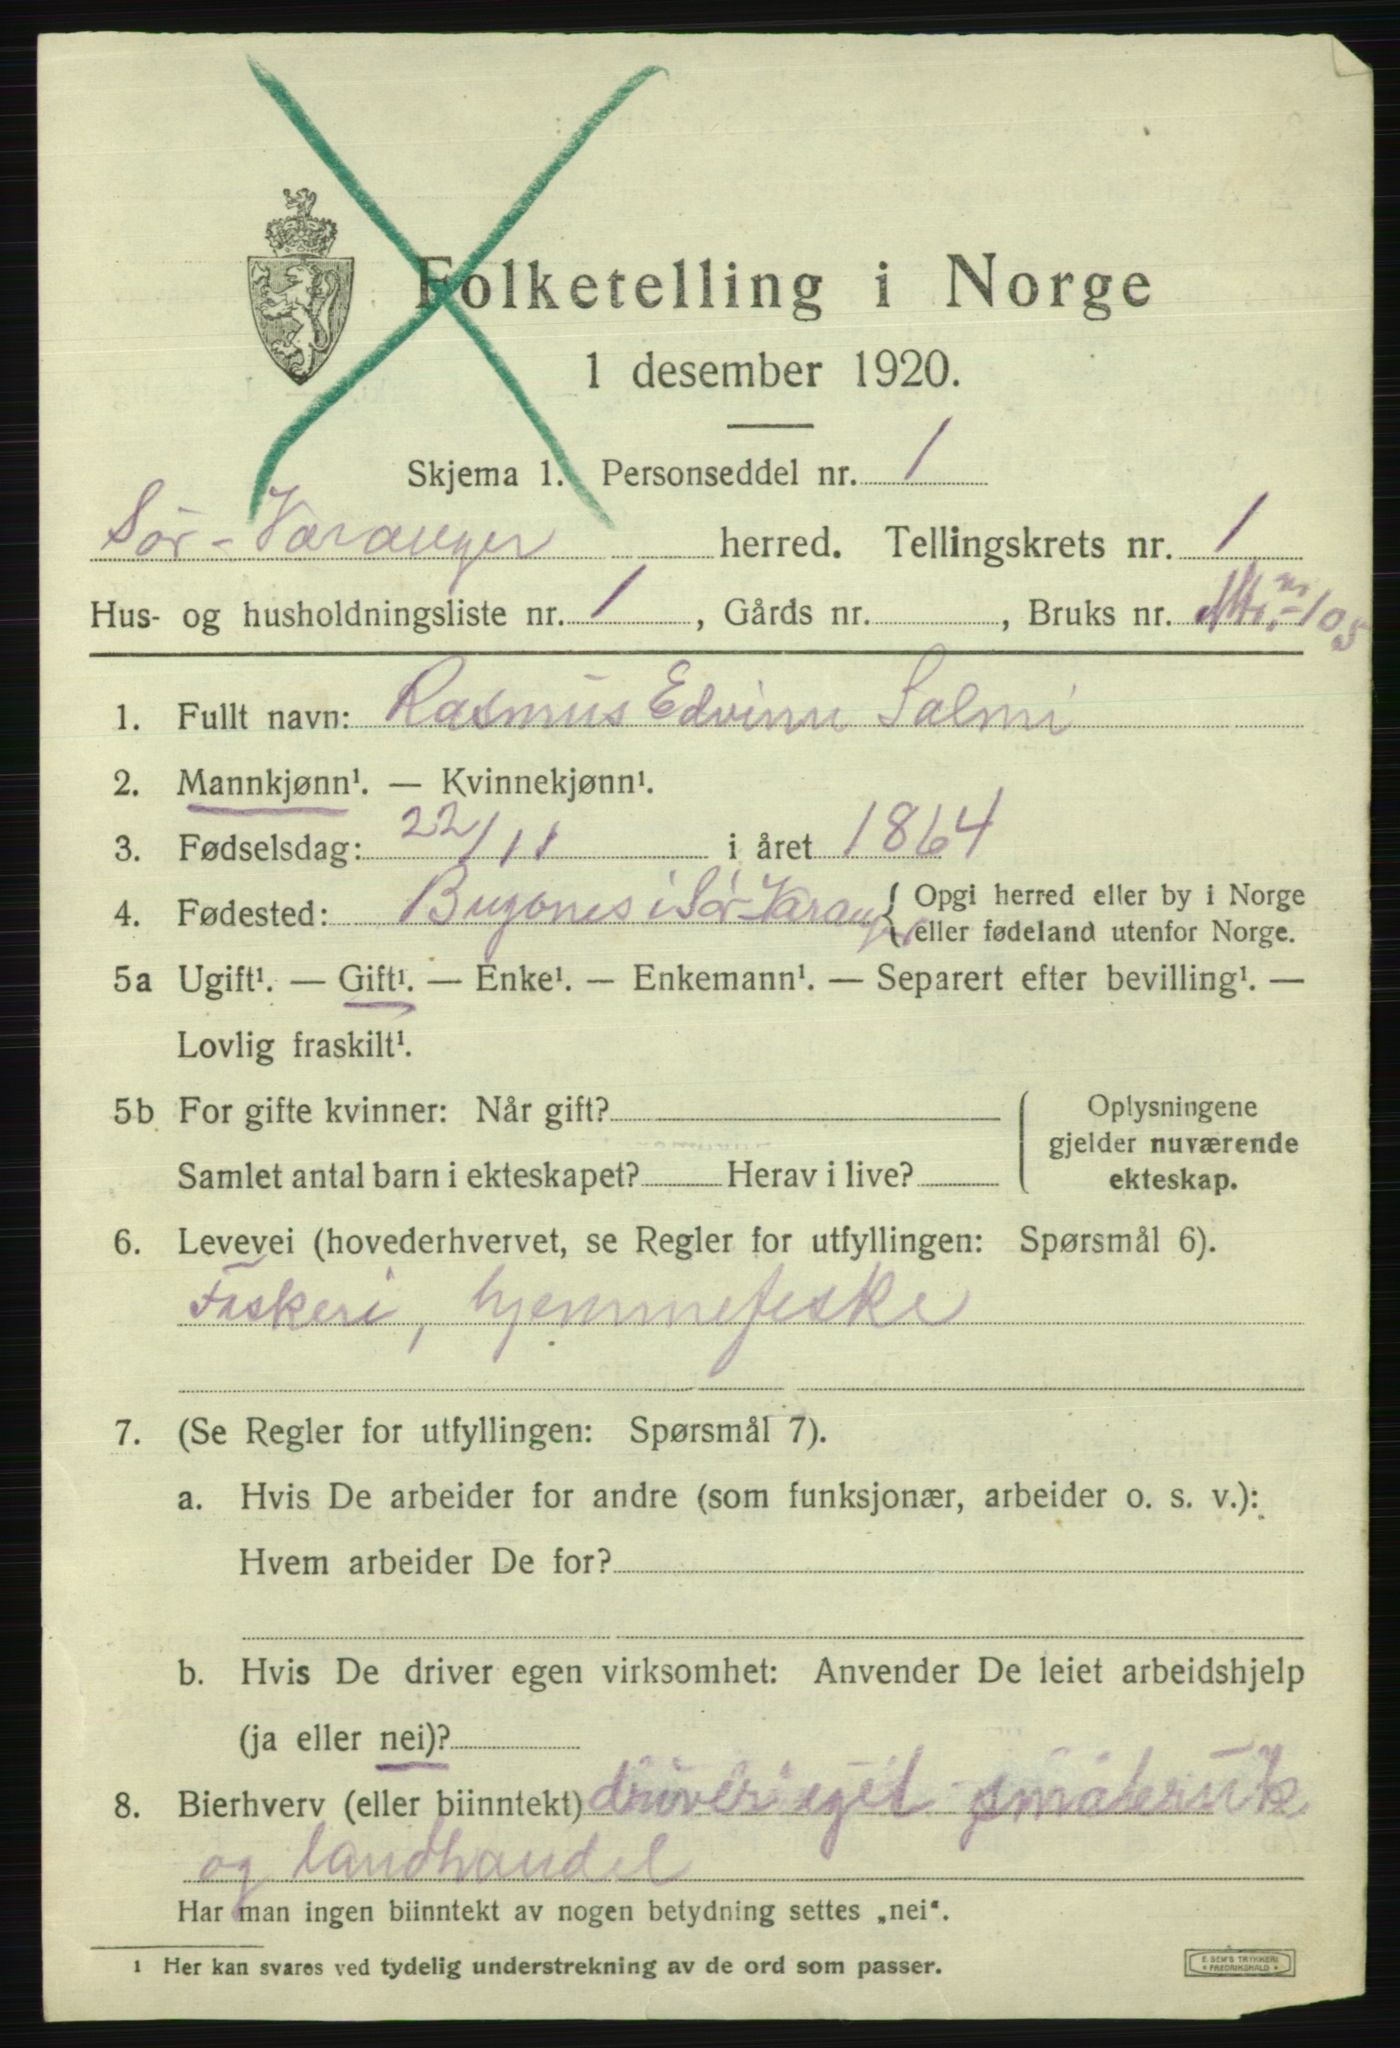 Folketelling i Norge
1 desember 1920.
Skjema 1. Personseddel nr. 1
Sør-Varanger herred. Tellingskrets nr. 1
Hus- og husholdningsliste nr. 1, Gårds nr. , Bruks nr. Mtr. nr. 105
1. Fullt navn: Rasmus Edvinn Salmi
2. Mannkjønn¹. — Kvinnekjønn¹.
3. Fødselsdag: 22/11 i året 1864
4. Fødested: Bugønes i Sør-Varanger { Opgi herred eller by i Norge
eller fødeland utenfor Norge.
5a Ugift¹. — Gift¹. — Enke¹. — Enkemann¹. — Separert efter bevilling¹. —
Lovlig fraskilt¹.
5b For gifte kvinner: Når gift?
Samlet antal barn i ekteskapet? Herav i live?
Oplysningene
gjelder nuværende
ekteskap.
6. Levevei (hovederhvervet, se Regler for utfyllingen: Spørsmål 6).
Fiskeri, hjemmefiske
7. (Se Regler for utfyllingen: Spørsmål 7).
a. Hvis De arbeider for andre (som funksjonær, arbeider o. s. v.):
Hvem arbeider De for?
b. Hvis De driver egen virksomhet: Anvender De leiet arbeidshjelp
(ja eller nei)?
8. Bierhverv (eller biinntekt) driver eget småbruk
og landhandel
Har man ingen biinntekt av nogen betydning settes „nei“.
1 Her kan svares ved tydelig understrekning av de ord som passer.
E. SEM'S TRYKKERI
FREDRIKSHALD